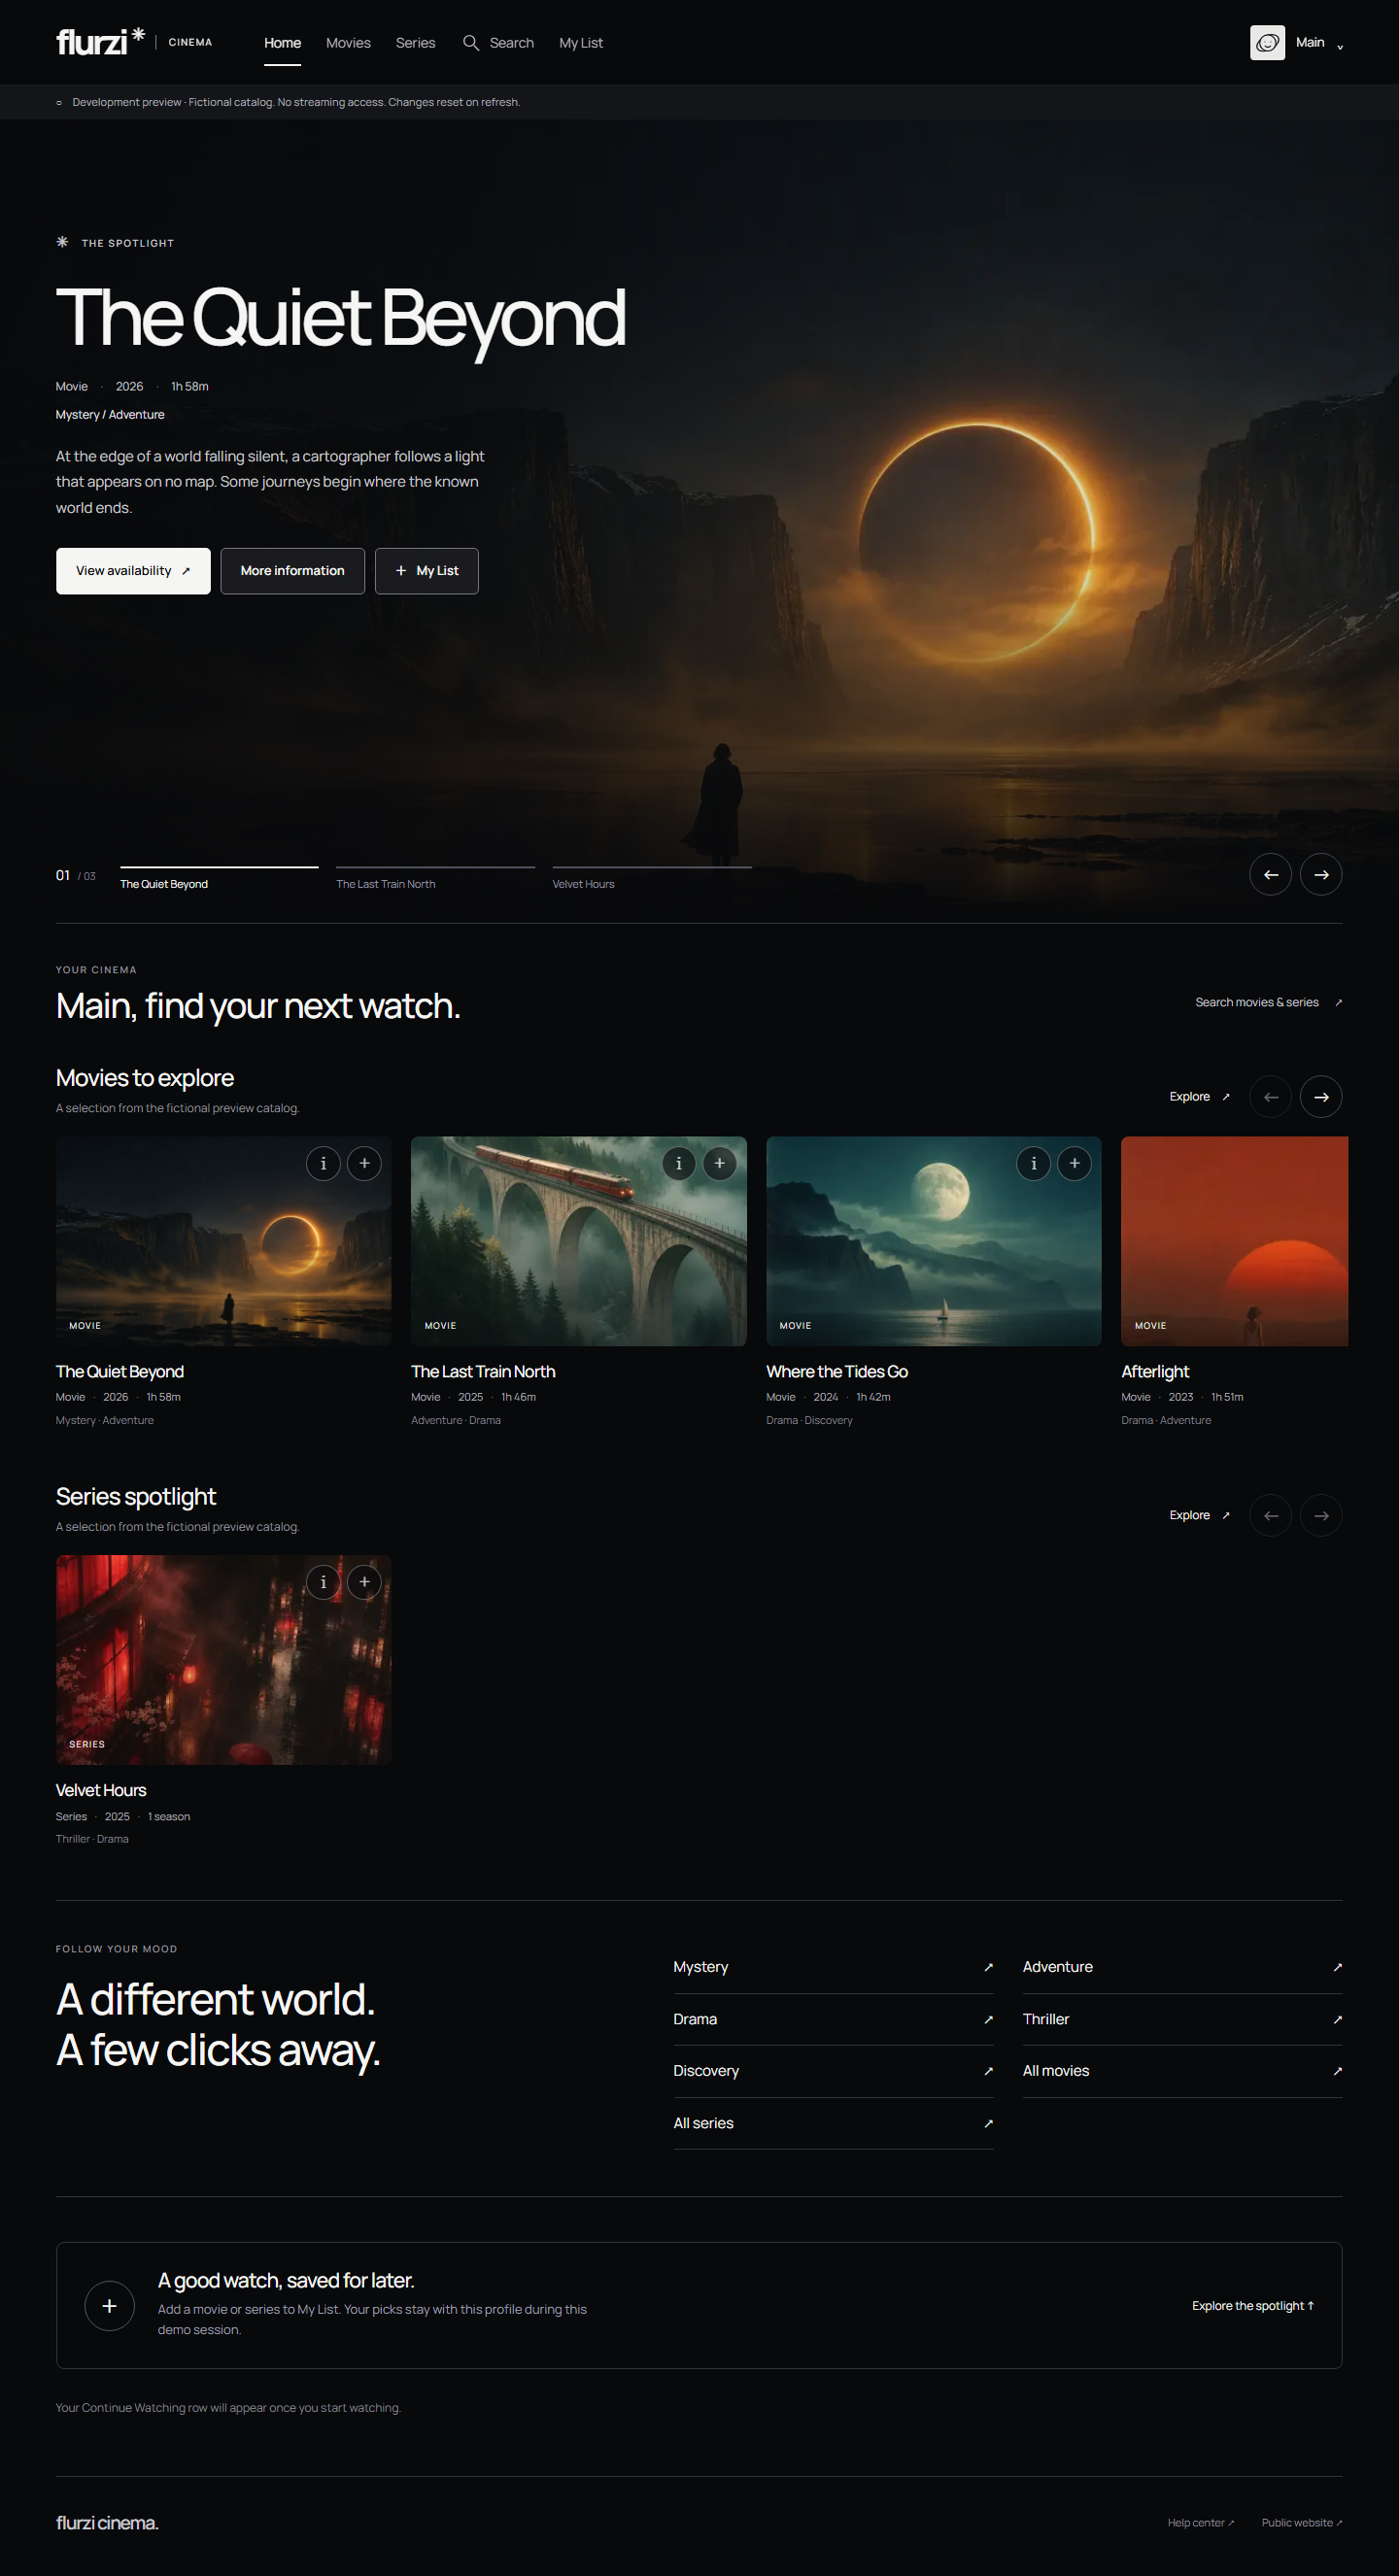 flurzi* CINEMA Home Movies Series Search My List Main
Development preview · Fictional catalog. No streaming access. Changes reset on refresh.
THE SPOTLIGHT
The Quiet Beyond
Movie · 2026 · 1h 58m
Mystery / Adventure
At the edge of a world falling silent, a cartographer follows a light
that appears on no map. Some journeys begin where the known
world ends.
View availability ↗ More information + My List
01 / 03 The Quiet Beyond The Last Train North Velvet Hours ← →
YOUR CINEMA
Main, find your next watch.
Search movies & series ↗
Movies to explore
A selection from the fictional preview catalog.
Explore ↗ ← →
i + i + i +
MOVIE MOVIE MOVIE MOVIE
The Quiet Beyond The Last Train North Where the Tides Go Afterlight
Movie · 2026 · 1h 58m Movie · 2025 · 1h 46m Movie · 2024 · 1h 42m Movie · 2023 · 1h 51m
Mystery · Adventure Adventure · Drama Drama · Discovery Drama · Adventure
Series spotlight
A selection from the fictional preview catalog.
Explore ↗ ← →
i +
SERIES
Velvet Hours
Series · 2025 · 1 season
Thriller · Drama
FOLLOW YOUR MOOD
A different world.
A few clicks away.
Mystery ↗ Adventure ↗
Drama ↗ Thriller ↗
Discovery ↗ All movies ↗
All series ↗
+
A good watch, saved for later.
Add a movie or series to My List. Your picks stay with this profile during this
demo session.
Explore the spotlight ↑
Your Continue Watching row will appear once you start watching.
flurzi cinema.
Help center ↗ Public website ↗